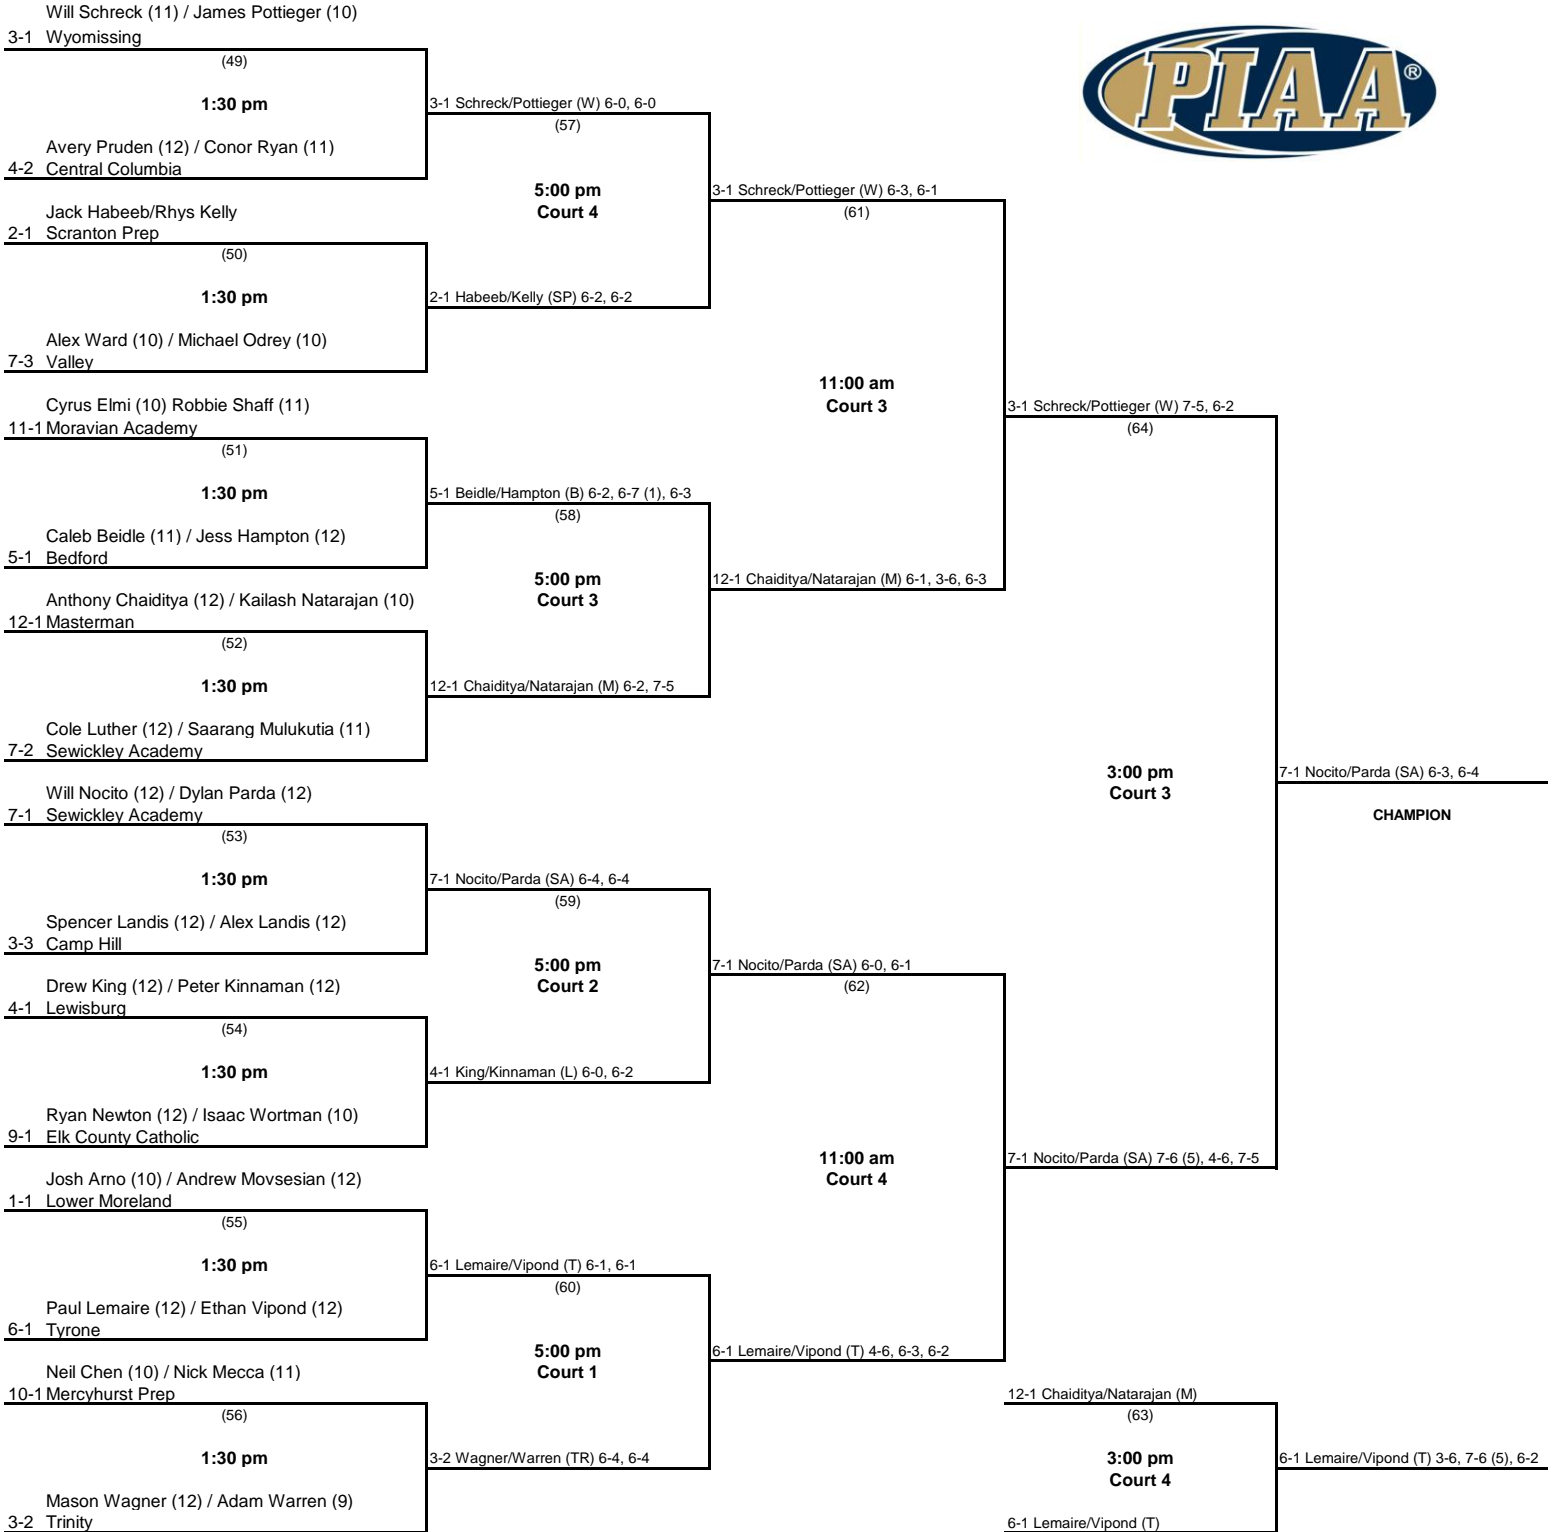 Will Schreck (11) / James Pottieger (10)
3-1 Wyomissing
(49)
1:30 pm
Avery Pruden (12) / Conor Ryan (11)
4-2 Central Columbia
Jack Habeeb/Rhys Kelly
2-1 Scranton Prep
(50)
1:30 pm
Alex Ward (10) / Michael Odrey (10)
7-3 Valley
Cyrus Elmi (10) Robbie Shaff (11)
11-1 Moravian Academy
(51)
1:30 pm
Caleb Beidle (11) / Jess Hampton (12)
5-1 Bedford
Anthony Chaiditya (12) / Kailash Natarajan (10)
12-1 Masterman
(52)
1:30 pm
Cole Luther (12) / Saarang Mulukutia (11)
7-2 Sewickley Academy
Will Nocito (12) / Dylan Parda (12)
7-1 Sewickley Academy
(53)
1:30 pm
Spencer Landis (12) / Alex Landis (12)
3-3 Camp Hill
Drew King (12) / Peter Kinnaman (12)
4-1 Lewisburg
(54)
1:30 pm
Ryan Newton (12) / Isaac Wortman (10)
9-1 Elk County Catholic
Josh Arno (10) / Andrew Movsesian (12)
1-1 Lower Moreland
(55)
1:30 pm
Paul Lemaire (12) / Ethan Vipond (12)
6-1 Tyrone
Neil Chen (10) / Nick Mecca (11)
10-1 Mercyhurst Prep
(56)
1:30 pm
Mason Wagner (12) / Adam Warren (9)
3-2 Trinity
3-1 Schreck/Pottieger (W) 6-0, 6-0
(57)
5:00 pm
Court 4
2-1 Habeeb/Kelly (SP) 6-2, 6-2
5-1 Beidle/Hampton (B) 6-2, 6-7 (1), 6-3
(58)
5:00 pm
Court 3
12-1 Chaiditya/Natarajan (M) 6-2, 7-5
7-1 Nocito/Parda (SA) 6-4, 6-4
(59)
5:00 pm
Court 2
4-1 King/Kinnaman (L) 6-0, 6-2
6-1 Lemaire/Vipond (T) 6-1, 6-1
(60)
5:00 pm
Court 1
3-2 Wagner/Warren (TR) 6-4, 6-4
3-1 Schreck/Pottieger (W) 6-3, 6-1
(61)
11:00 am
Court 3
12-1 Chaiditya/Natarajan (M) 6-1, 3-6, 6-3
7-1 Nocito/Parda (SA) 6-0, 6-1
(62)
11:00 am
Court 4
6-1 Lemaire/Vipond (T) 4-6, 6-3, 6-2
PIAA®
3-1 Schreck/Pottieger (W) 7-5, 6-2
(64)
3:00 pm
Court 3
7-1 Nocito/Parda (SA) 7-6 (5), 4-6, 7-5
7-1 Nocito/Parda (SA) 6-3, 6-4
CHAMPION
12-1 Chaiditya/Natarajan (M)
(63)
3:00 pm
Court 4
6-1 Lemaire/Vipond (T)
6-1 Lemaire/Vipond (T) 3-6, 7-6 (5), 6-2